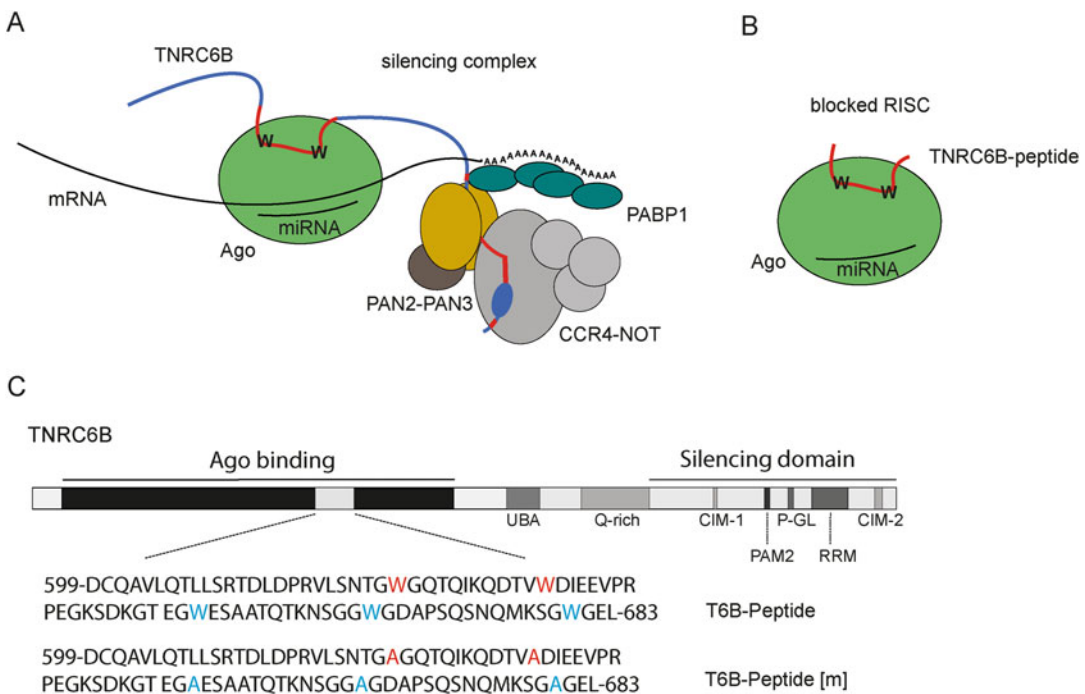 A
TNRC6B
silencing complex
W
W
AAAAAAAAAAAAAAAA
mRNA
miRNA
Ago
PABP1
PAN2-PAN3
CCR4-NOT
B
blocked RISC
TNRC6B-peptide
W
W
Ago
miRNA
C
TNRC6B
Ago binding
Silencing domain
UBA
Q-rich
CIM-1
P-GL
CIM-2
PAM2
RRM
599-DCQAVLQTLLSRTDLDPRVLSNTGWGQTQIKQDTVWDIEEVPR
PEGKSDKGT EGWESAATQTKNSGGWGDAPSQSNQMKSGWGEL-683
T6B-Peptide
599-DCQAVLQTLLSRTDLDPRVLSNTGAGQTQIKQDTVADIEEVPR
PEGKSDKGT EGAESAATQTKNSGGAGDAPSQSNQMKSGAGEL-683
T6B-Peptide [m]